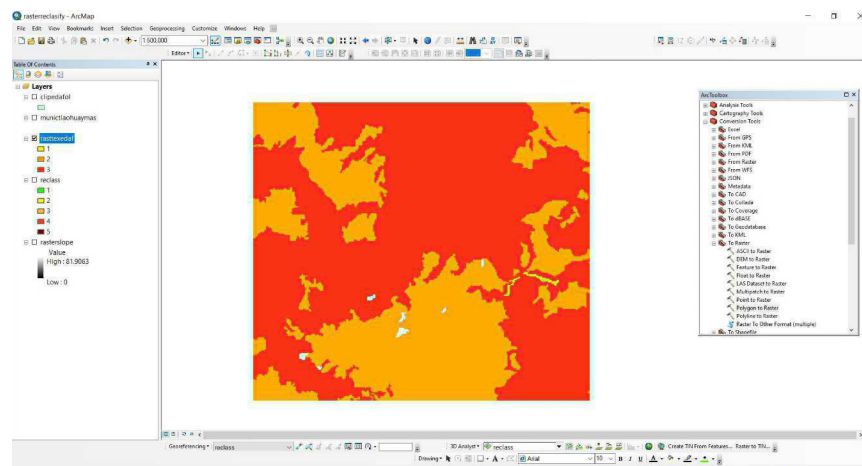 rasterreclasify - ArcMap
File Edit View Bookmarks Insert Selection Geoprocessing Customize Windows Help
1:500,000
Editor
Table Of Contents
Layers
clipedafol
municitlaohuaymas
1
2
3
reclass
1
2
3
4
5
rasterslope
Value
High : 81.9063
Low : 0
ArcToolbox
Analysis Tools
Cartography Tools
Conversion Tools
Excel
From GPS
From KML
From PDF
From Raster
From WFS
JSON
Metadata
To CAD
To Collada
To Coverage
To dBASE
To Geodatabase
To KML
To Raster
ASCII to Raster
DEM to Raster
Feature to Raster
Float to Raster
LAS Dataset to Raster
Multipatch to Raster
Point to Raster
Polygon to Raster
Polyline to Raster
Raster To Other Format (multiple)
To Shapefile
Georeferencing reclass
3D Analyst reclass
Create TIN From Features... Raster to TIN...
Drawing A Arial 10 B I U A